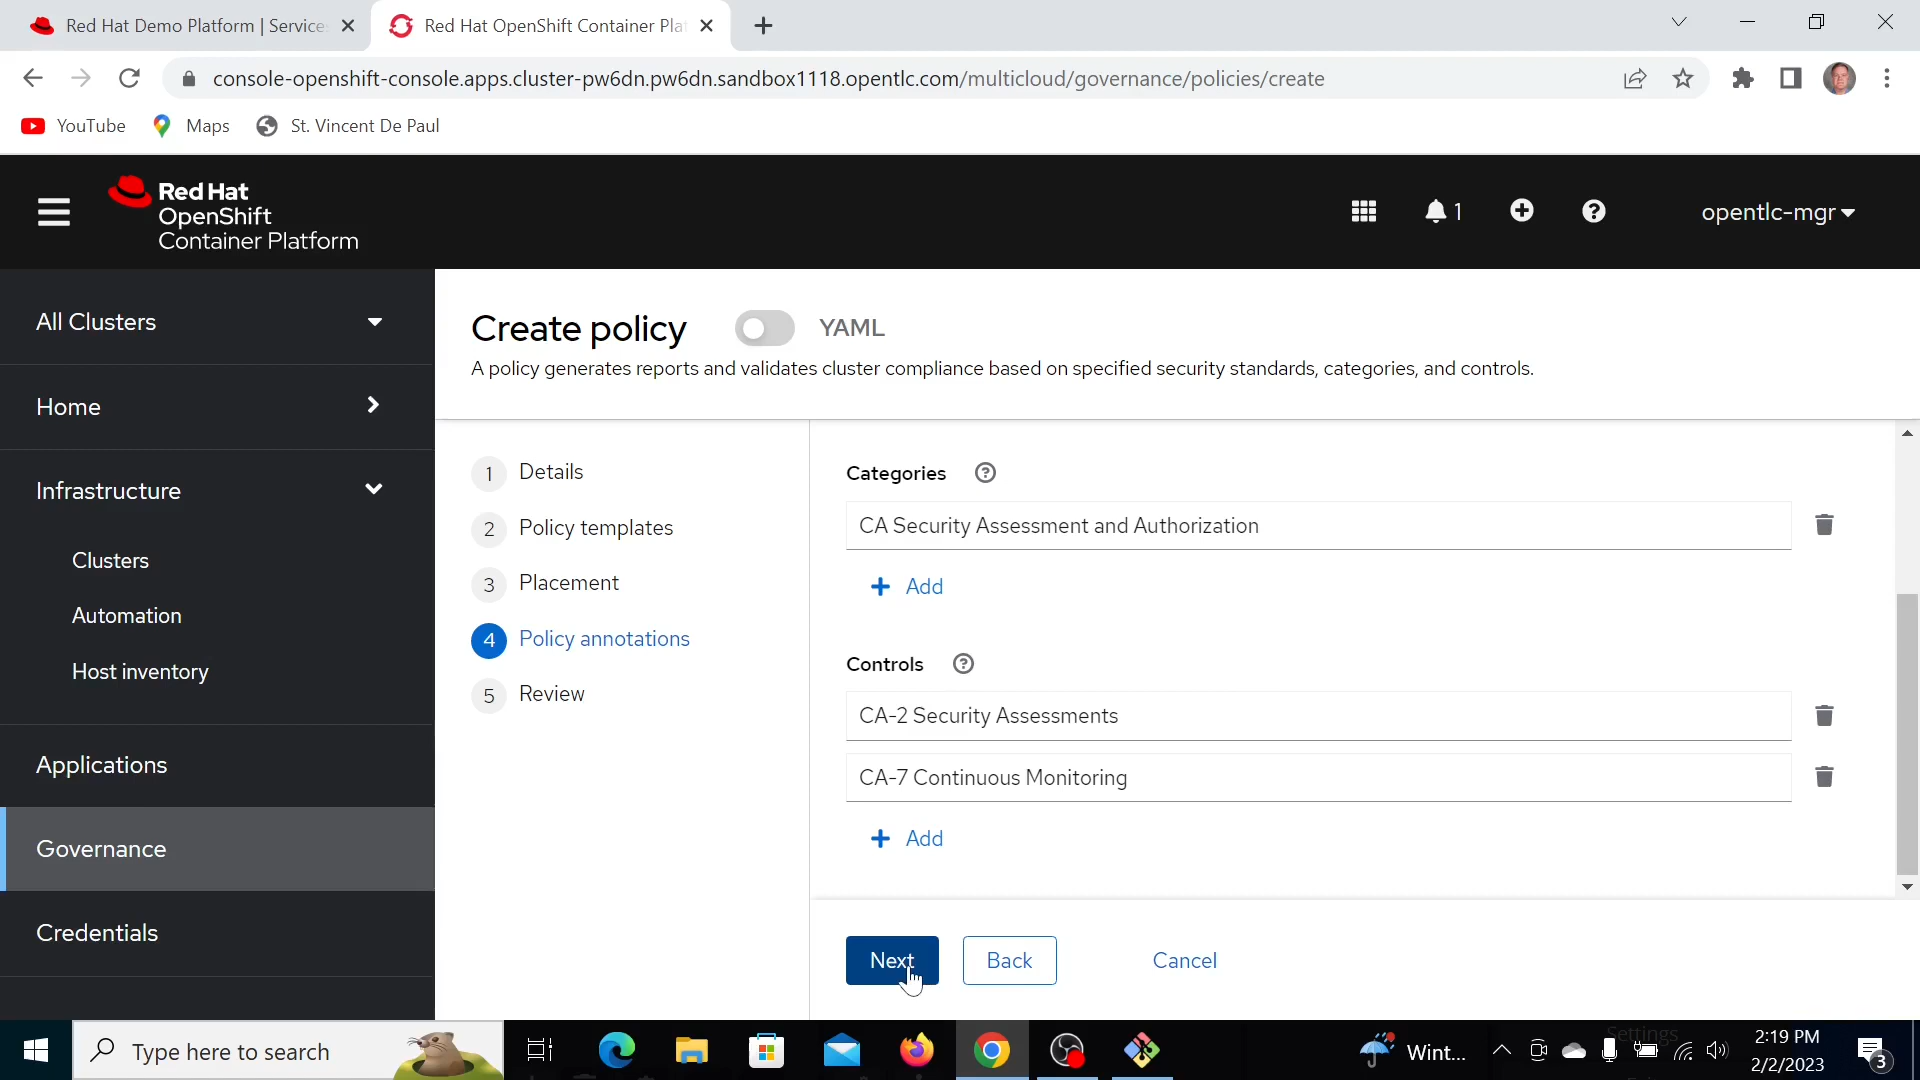 Red Hat Demo Platform | Service
Red Hat OpenShift Container Pla
console-openshift-console.apps.cluster-pw6dn.pw6dn.sandbox1118.opentlc.com/multicloud/governance/policies/create
YouTube
Maps
St. Vincent De Paul
Red Hat
OpenShift
Container Platform
1
opentlc-mgr
All Clusters
Home
Infrastructure
Clusters
Automation
Host inventory
Applications
Governance
Credentials
Create policy
YAML
A policy generates reports and validates cluster compliance based on specified security standards, categories, and controls.
1 Details
2 Policy templates
3 Placement
4 Policy annotations
5 Review
Categories
CA Security Assessment and Authorization
Add
Controls
CA-2 Security Assessments
CA-7 Continuous Monitoring
Add
Next
Back
Cancel
Type here to search
Wint...
Settings
2:19 PM
2/2/2023
3